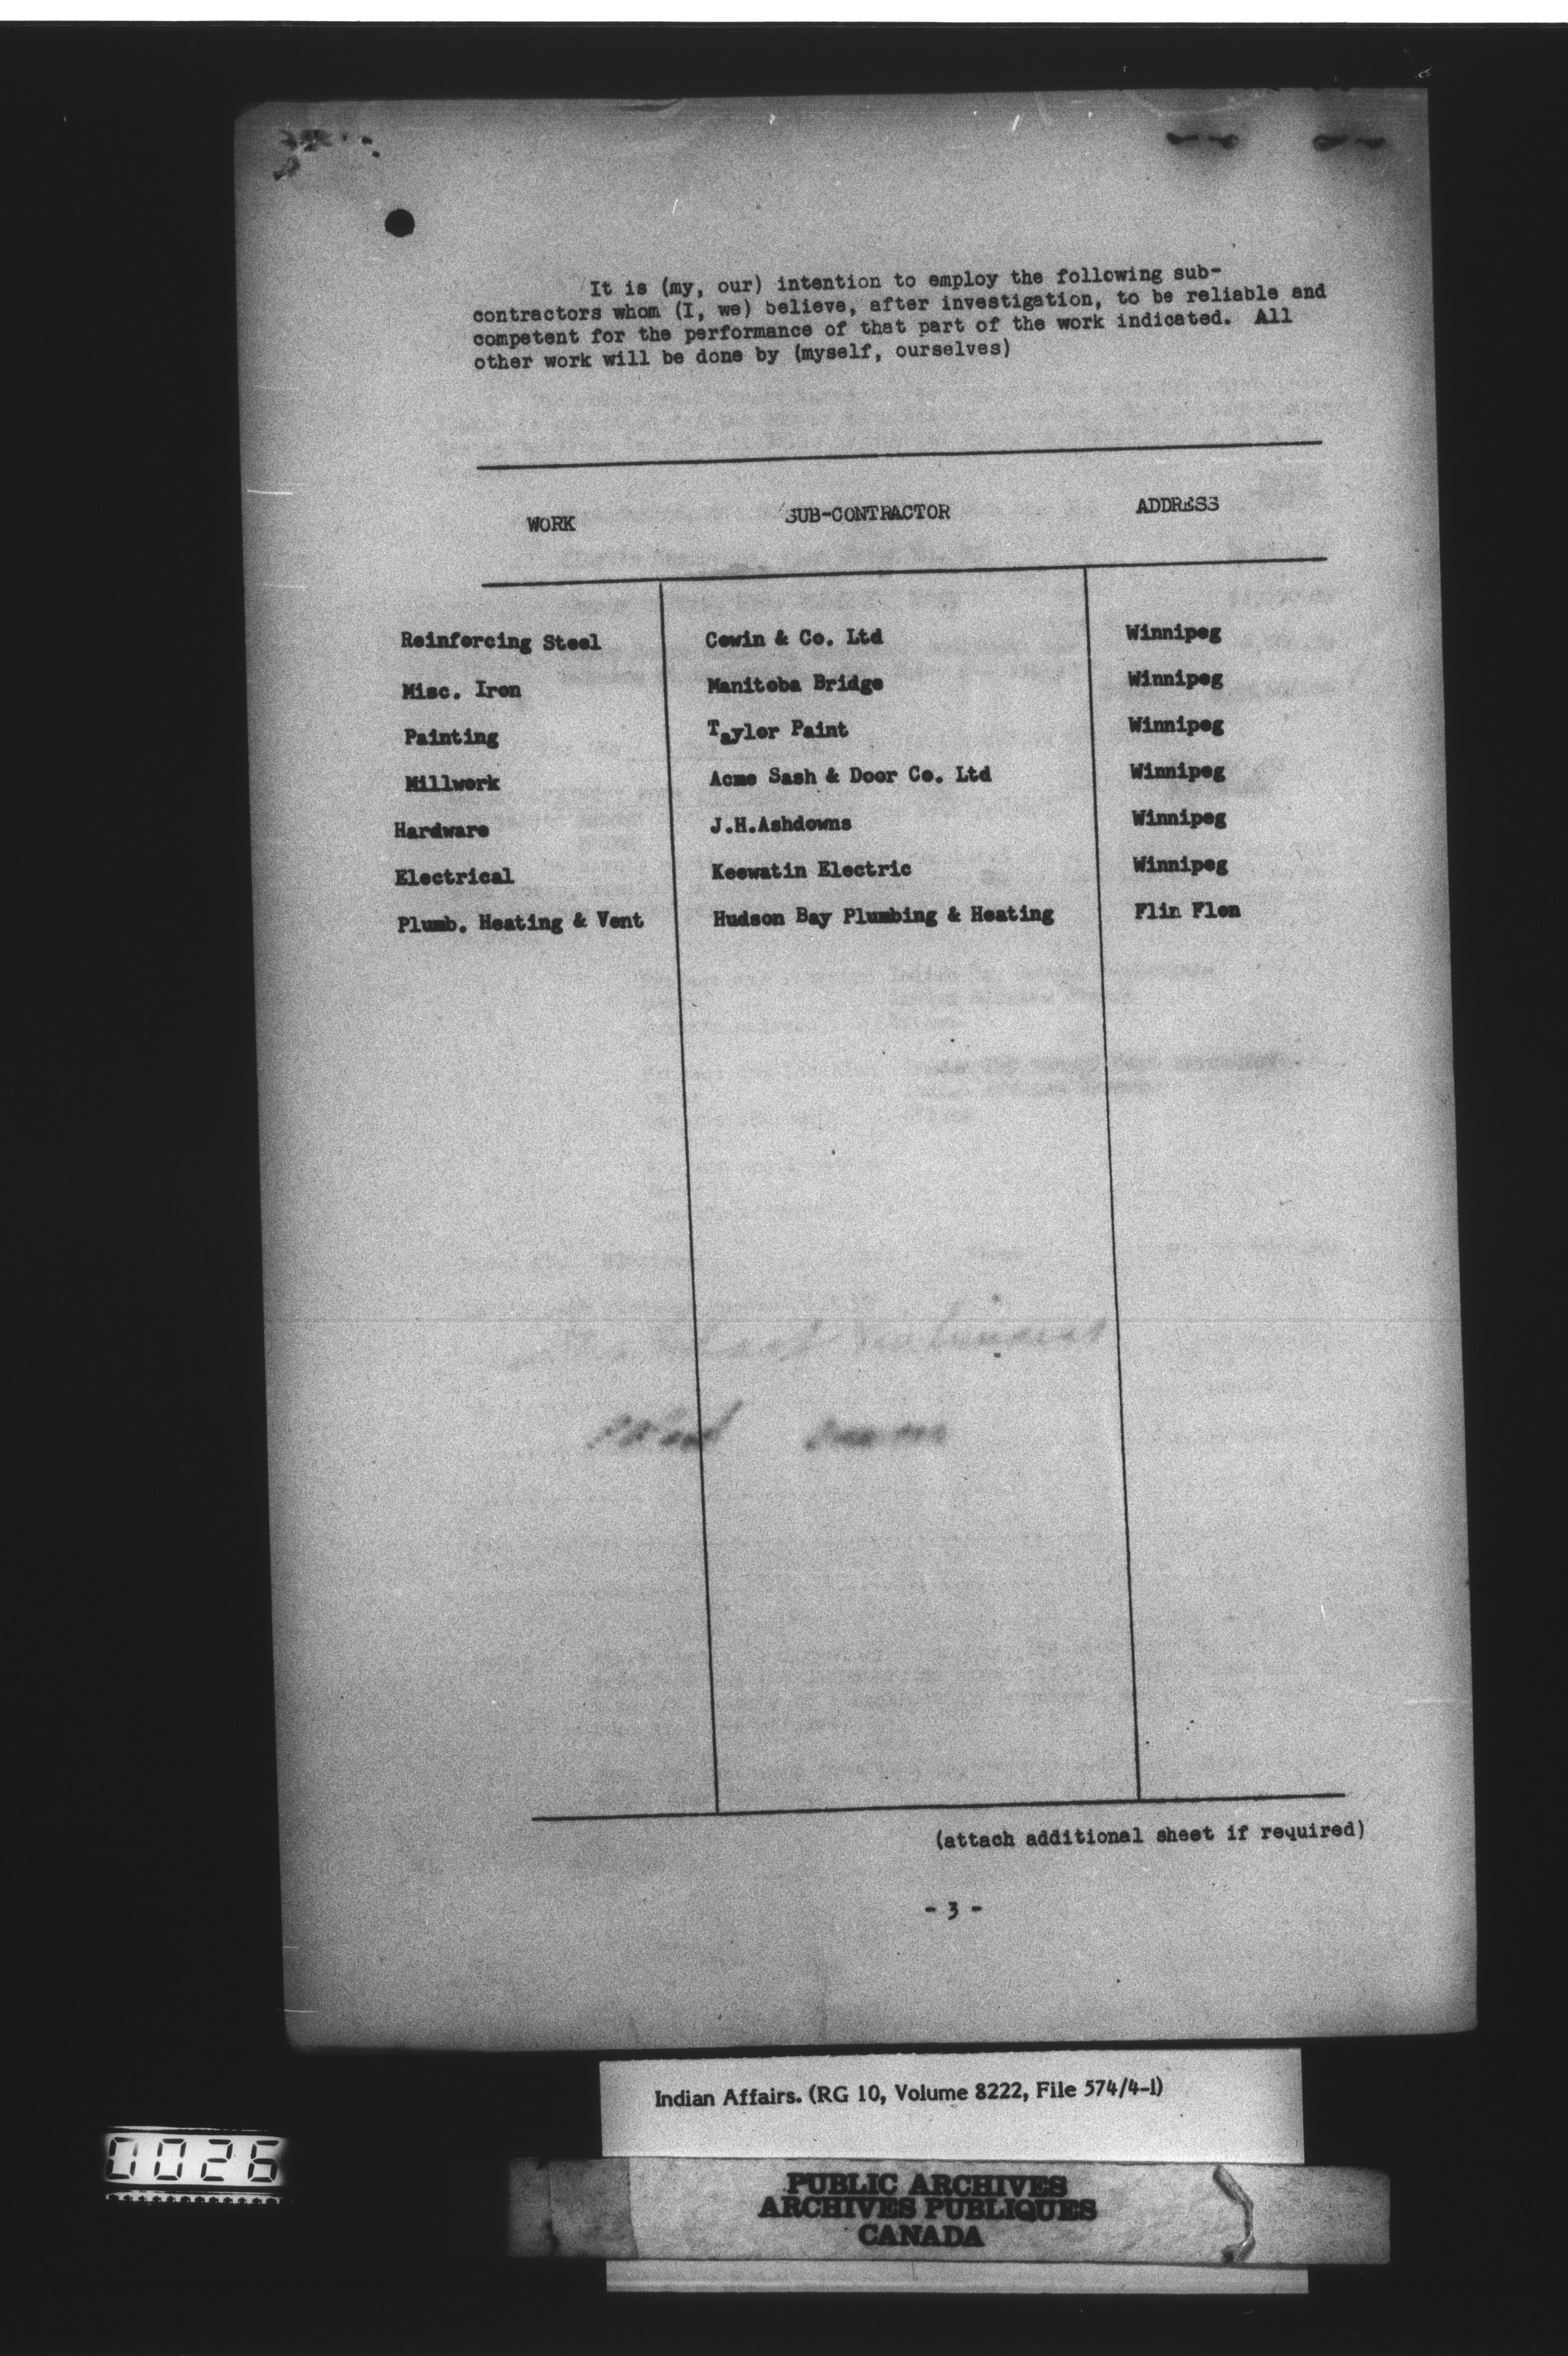 It is (my, our) intention to employ the following sub-
contractors whom (I, we) believe, after investigation, to be reliable and
competent for the performance of that part of the work indicated. All
other work will be done by (myself, ourselves)
WORK SUB-CONTRACTOR ADDRESS
Reinforcing Steel Cowin & Co. Ltd Winnipeg
Misc. Iron Manitoba Bridge Winnipeg
Painting Taylor Paint Winnipeg
Millwork Acme Sash & Door Co. Ltd Winnipeg
Hardware J.H.Ashdowns Winnipeg
Electrical Keewatin Electric Winnipeg
Plumb. Heating & Vent Hudson Bay Plumbing & Heating Flin Flon
(attach additional sheet if required)
- 3 -
Indian Affairs. (RG 10, Volume 8222, File 574/4-1)
0026
PUBLIC ARCHIVES
ARCHIVES PUBLIQUES
CANADA